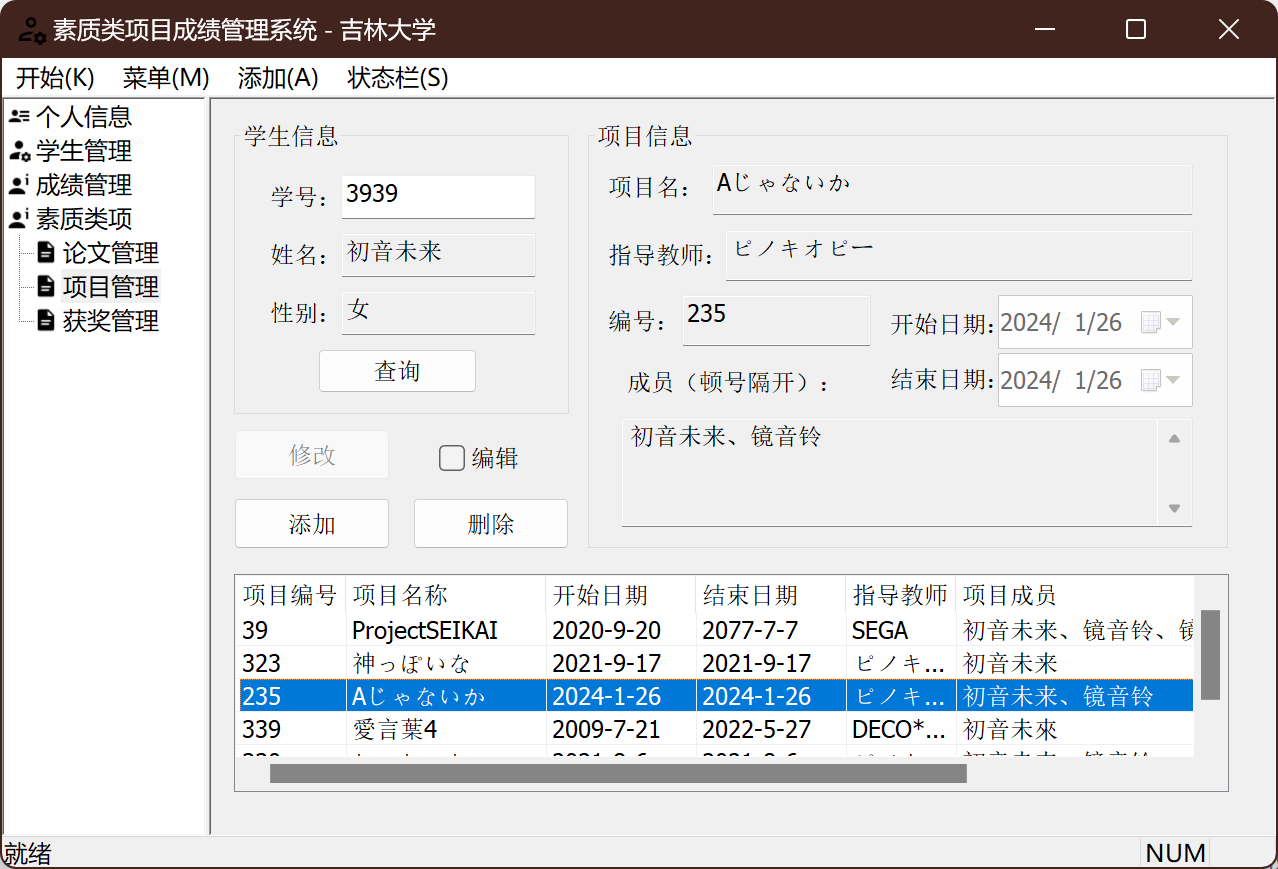 素质类项目成绩管理系统 - 吉林大学
开始(K) 菜单(M) 添加(A) 状态栏(S)
个人信息
学生管理
成绩管理
素质类项
论文管理
项目管理
获奖管理
学生信息
学号： 3939
姓名： 初音未来
性别： 女
查询
修改 编辑
添加 删除
项目信息
项目名： Aじゃないか
指导教师： ピノキオピー
编号： 235 开始日期: 2024/ 1/26
成员（顿号隔开）： 结束日期: 2024/ 1/26
初音未来、镜音铃
项目编号 项目名称 开始日期 结束日期 指导教师 项目成员
39 ProjectSEIKAI 2020-9-20 2077-7-7 SEGA 初音未来、镜音铃、镜
323 神っぽいな 2021-9-17 2021-9-17 ピノキ... 初音未来
235 Aじゃないか 2024-1-26 2024-1-26 ピノキ... 初音未来、镜音铃
339 愛言葉4 2009-7-21 2022-5-27 DECO*... 初音未來
就绪 NUM